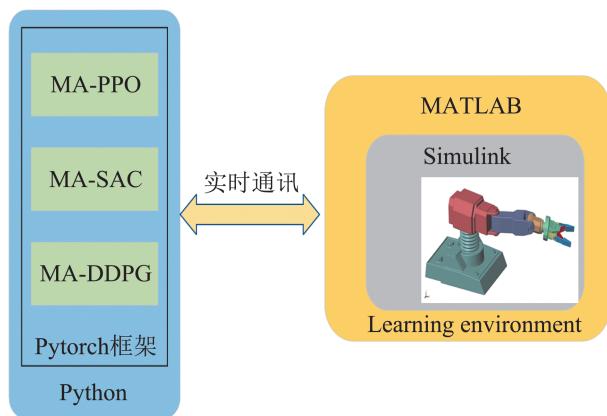 MA-PPO
MA-SAC
MA-DDPG
Pytorch框架
Python
实时通讯
MATLAB
Simulink
Learning environment